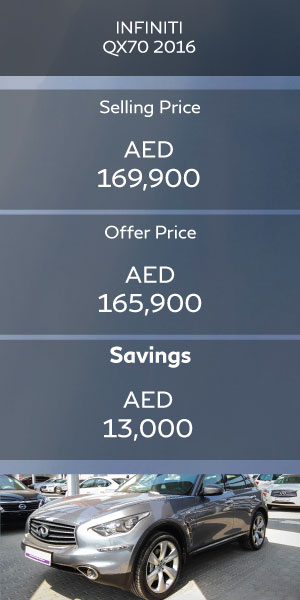 INFINITI
QX70 2016
Selling Price
AED
169,900
Offer Price
AED
165,900
Savings
AED
13,000